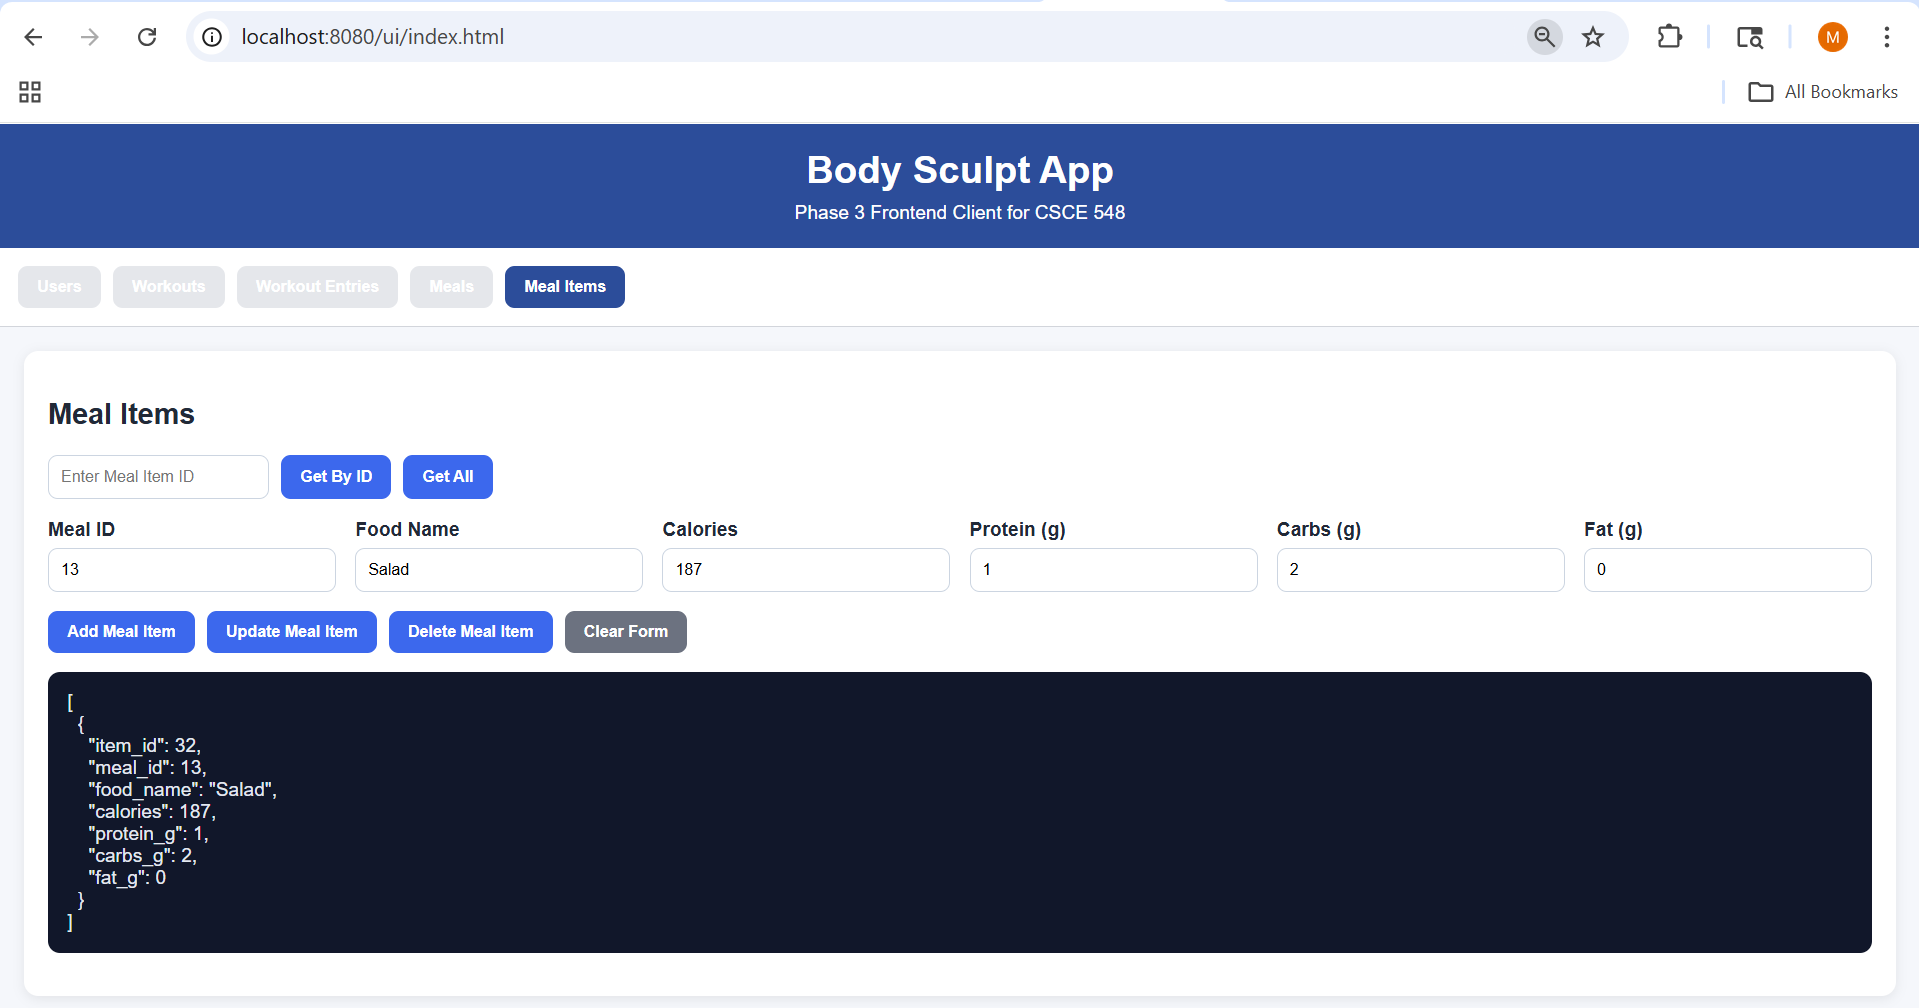 localhost:8080/ui/index.html
M
All Bookmarks
Body Sculpt App
Phase 3 Frontend Client for CSCE 548
Users Workouts Workout Entries Meals Meal Items
Meal Items
Enter Meal Item ID Get By ID Get All
Meal ID Food Name Calories Protein (g) Carbs (g) Fat (g)
13 Salad 187 1 2 0
Add Meal Item Update Meal Item Delete Meal Item Clear Form
[
{
"item_id": 32,
"meal_id": 13,
"food_name": "Salad",
"calories": 187,
"protein_g": 1,
"carbs_g": 2,
"fat_g": 0
}
]